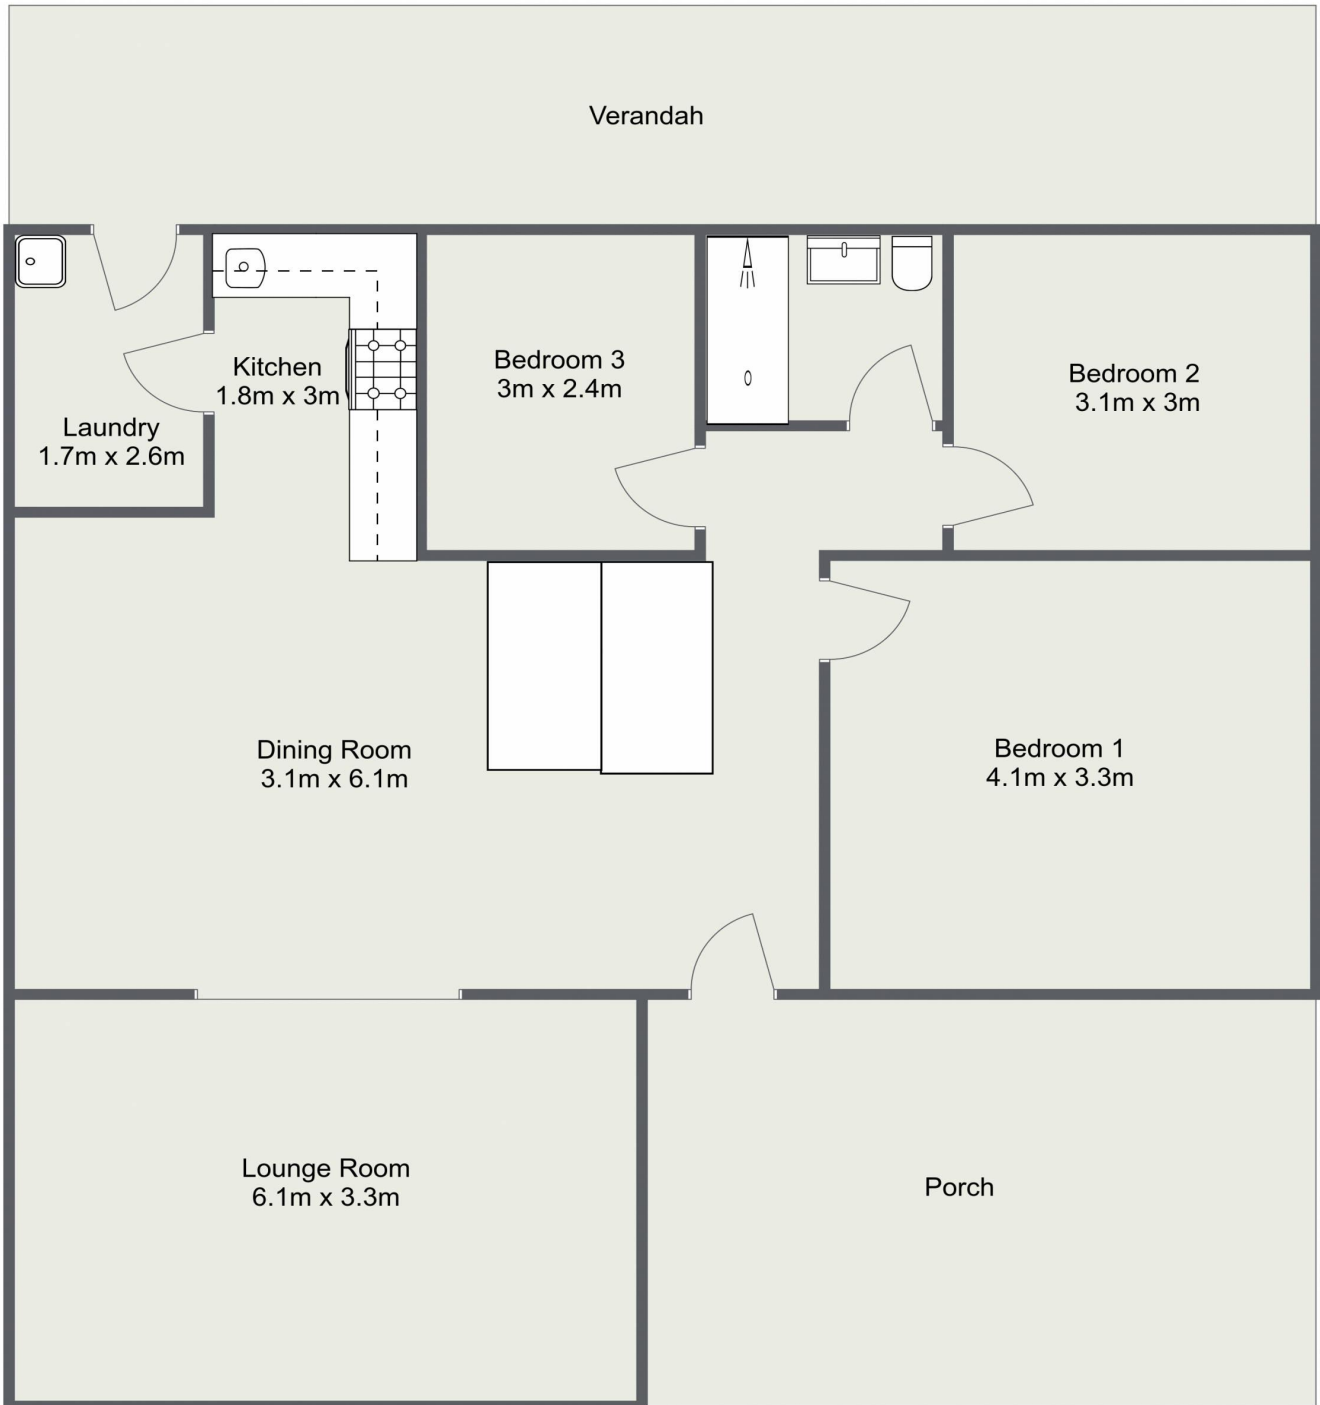 Verandah
Kitchen
1.8m x 3m
Laundry
1.7m x 2.6m
Bedroom 3
3m x 2.4m
Bedroom 2
3.1m x 3m
Dining Room
3.1m x 6.1m
Bedroom 1
4.1m x 3.3m
Lounge Room
6.1m x 3.3m
Porch